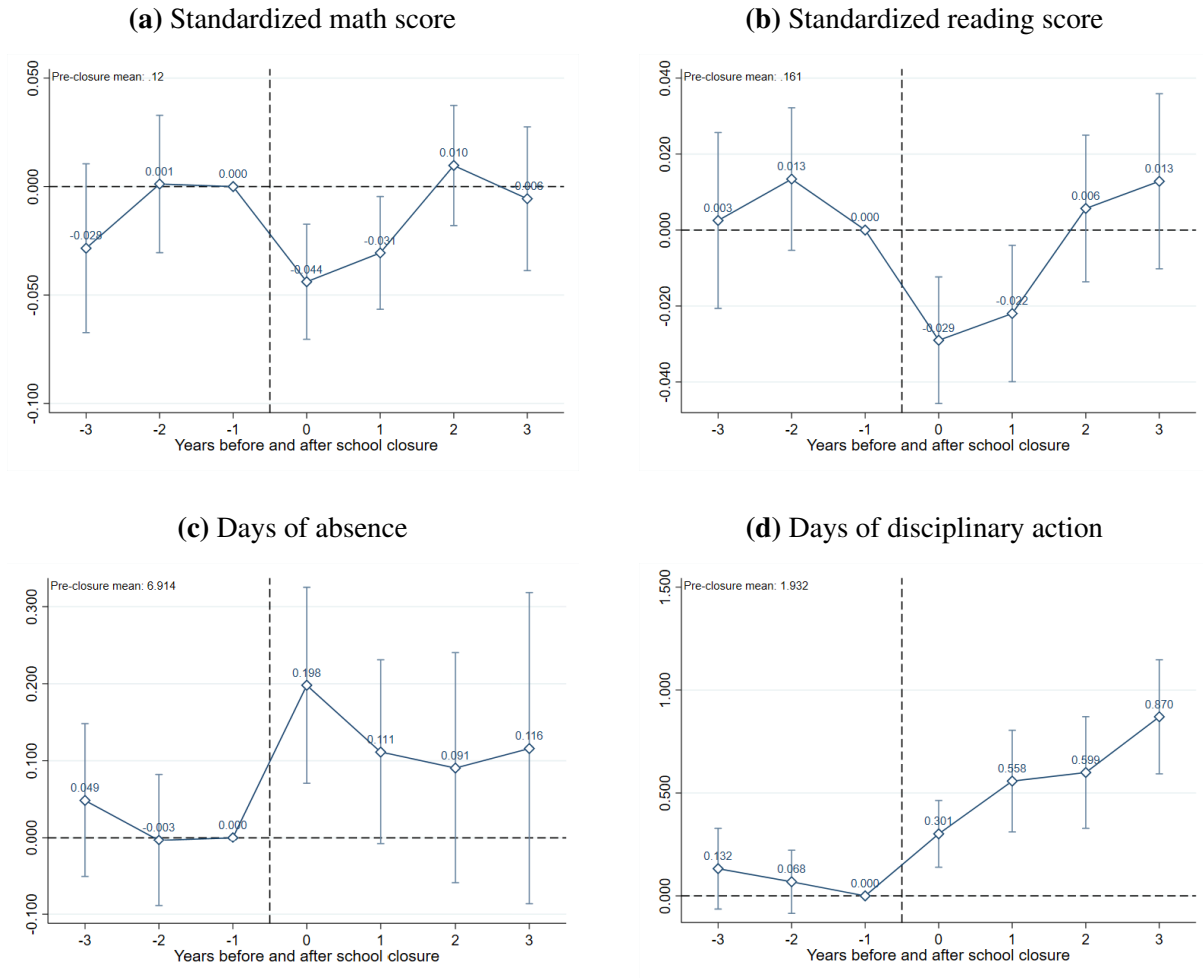 (a) Standardized math score
Pre-closure mean: .12
0.050
0.000
-0.050
-0.100
-0.028
0.001
0.000
-0.044
-0.031
0.010
-0.006
-3 -2 -1 0 1 2 3
Years before and after school closure
(b) Standardized reading score
Pre-closure mean: .161
0.040
0.020
0.000
-0.020
-0.040
0.003
0.013
0.000
-0.029
-0.022
0.006
0.013
-3 -2 -1 0 1 2 3
Years before and after school closure
(c) Days of absence
Pre-closure mean: 6.914
0.300
0.200
0.100
0.000
-0.100
0.049
-0.003
0.000
0.198
0.111
0.091
0.116
-3 -2 -1 0 1 2 3
Years before and after school closure
(d) Days of disciplinary action
Pre-closure mean: 1.932
1.500
1.000
0.500
0.000
0.132
0.068
0.000
0.301
0.558
0.599
0.870
-3 -2 -1 0 1 2 3
Years before and after school closure